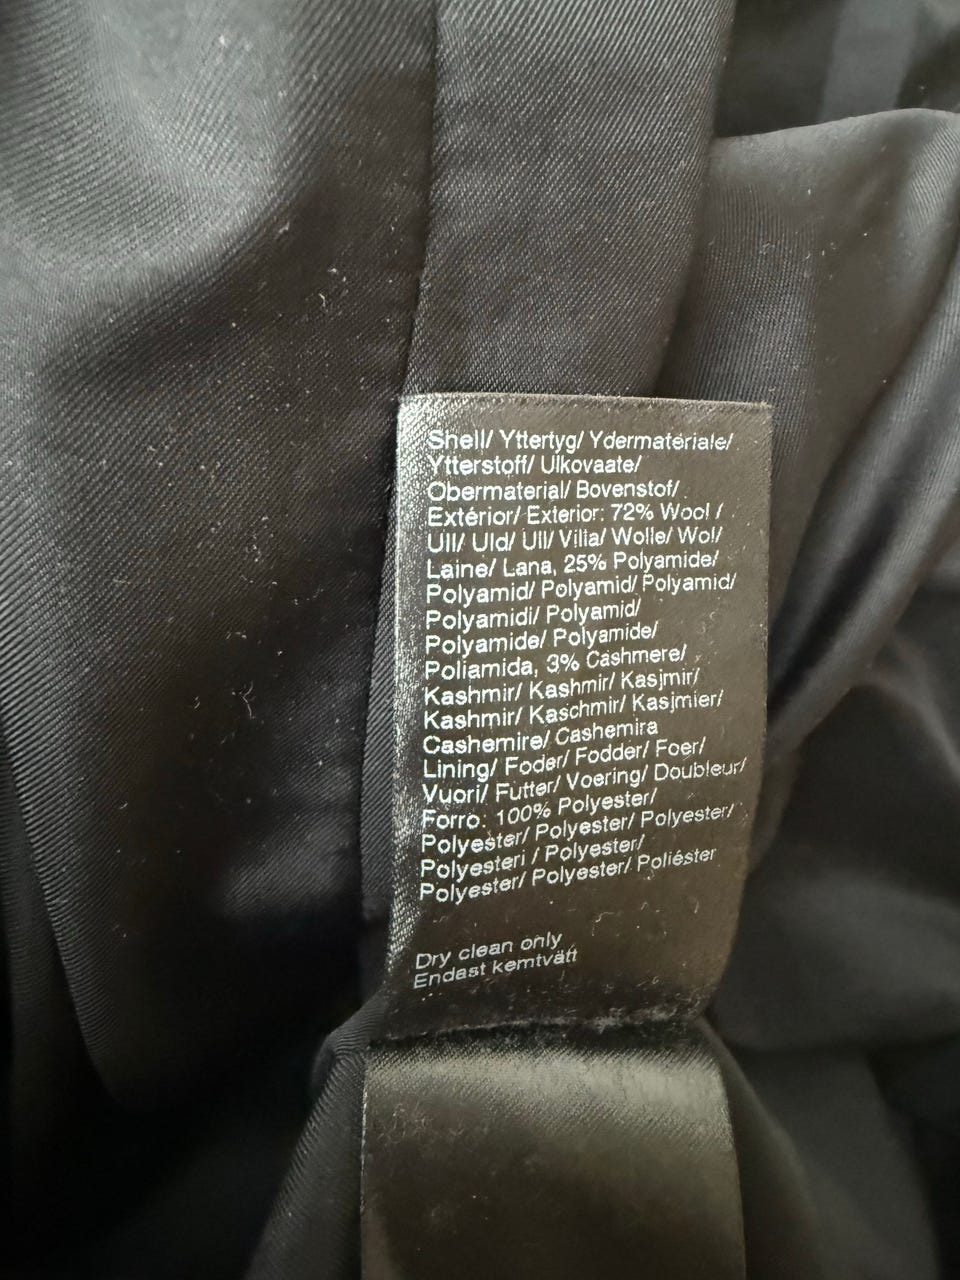 Shell/ Yttertyg/ Ydermateriale/
Ytterstoff/ Ulkovaate/
Obermaterial/ Bovenstof/
Extérior/ Exterior: 72% Wool /
Ull/ Uld/ Ull/ Villa/ Wolle/ Wol/
Laine/ Lana, 25% Polyamide/
Polyamid/ Polyamid/ Polyamid/
Polyamidi/ Polyamid/
Polyamide/ Polyamide/
Poliamida, 3% Cashmere/
Kashmir/ Kashmir/ Kasjmir/
Kashmir/ Kaschmir/ Kasjmier/
Cashemire/ Cashemira
Lining/ Foder/ Fodder/ Foer/
Vuori/ Futter/ Voering/ Doubleur/
Forro: 100% Polyester/
Polyester/ Polyester/ Polyester/
Polyesteri / Polyester/
Polyester/ Polyester/ Poliéster
Dry clean only
Endast kemtvätt